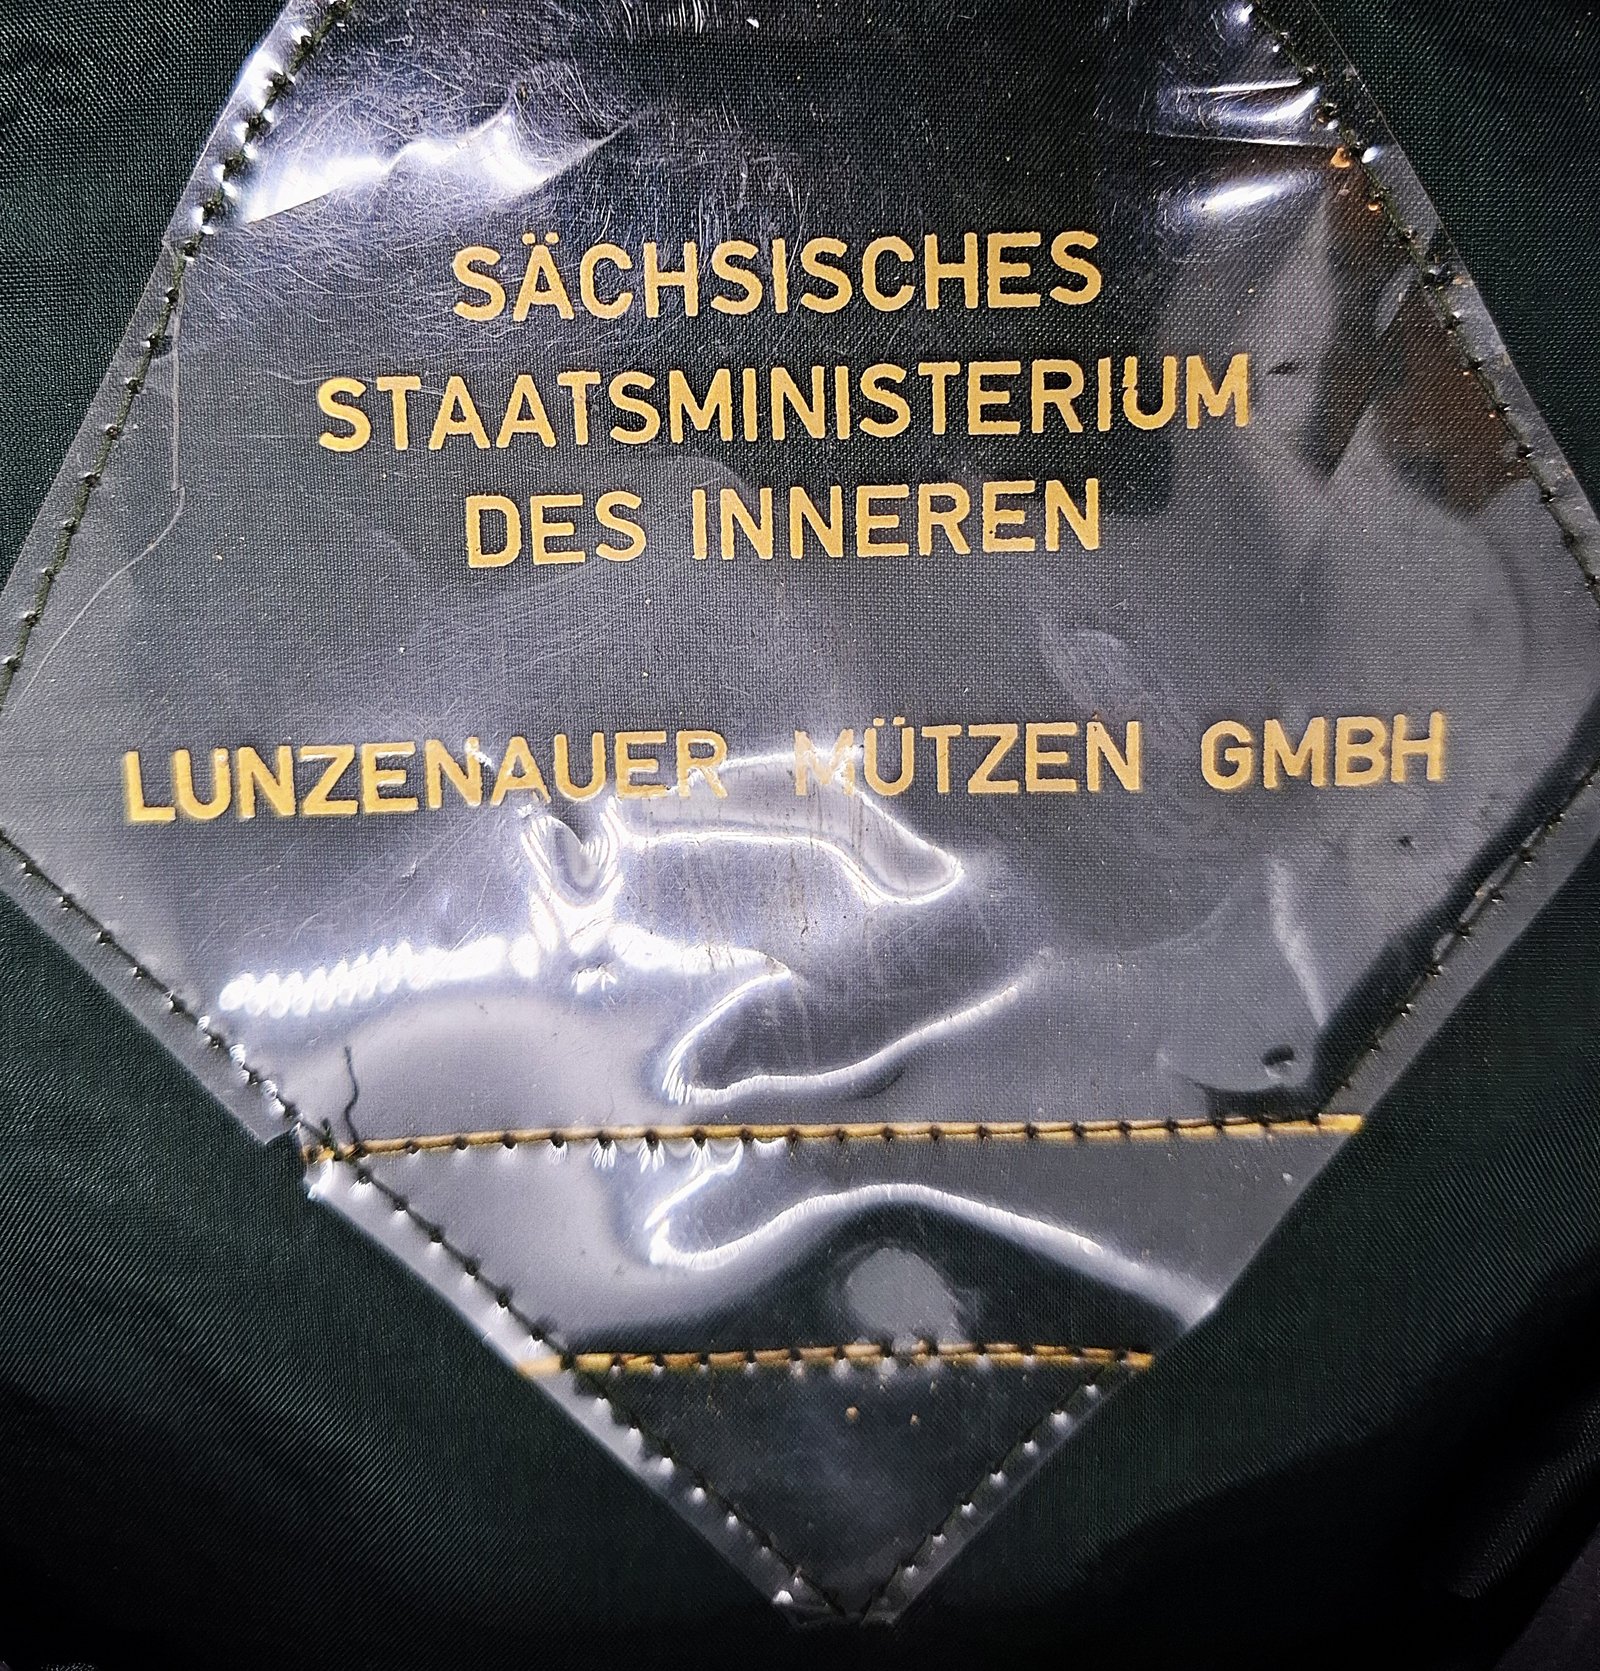 SÄCHSISCHES
STAATSMINISTERIUM
DES INNEREN
LUNZENAUER MÜTZEN GMBH